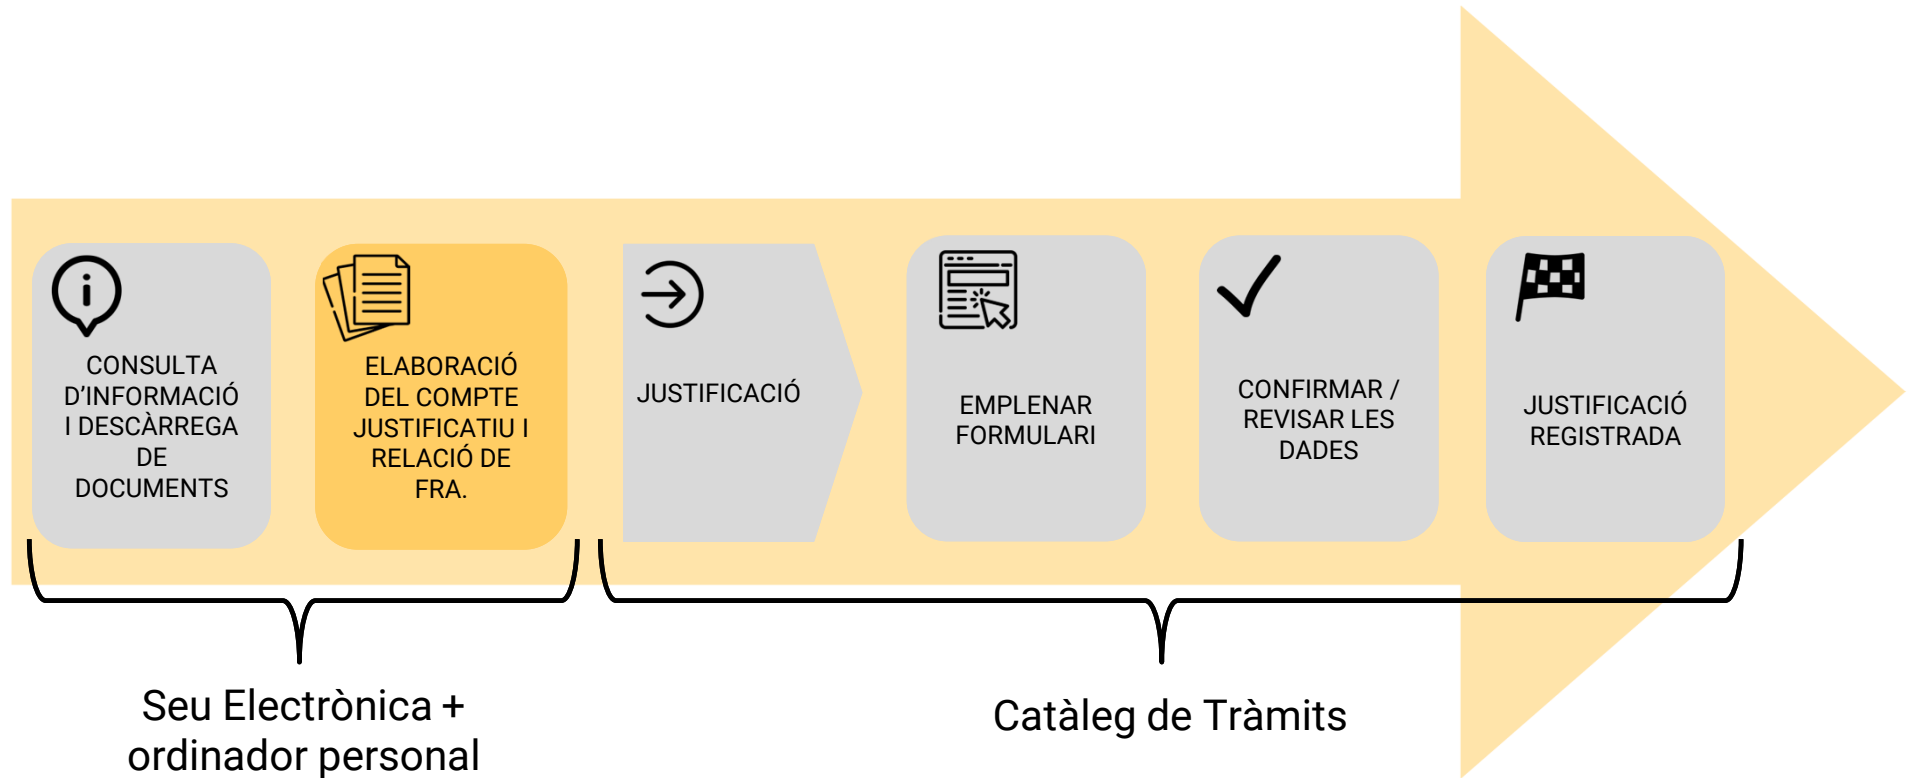 CONSULTA
D’INFORMACIÓ
I DESCÀRREGA
DE
DOCUMENTS
ELABORACIÓ
DEL COMPTE
JUSTIFICATIU I
RELACIÓ DE
FRA.
JUSTIFICACIÓ
EMPLENAR
FORMULARI
CONFIRMAR /
REVISAR LES
DADES
JUSTIFICACIÓ
REGISTRADA
Seu Electrònica +
ordinador personal
Catàleg de Tràmits